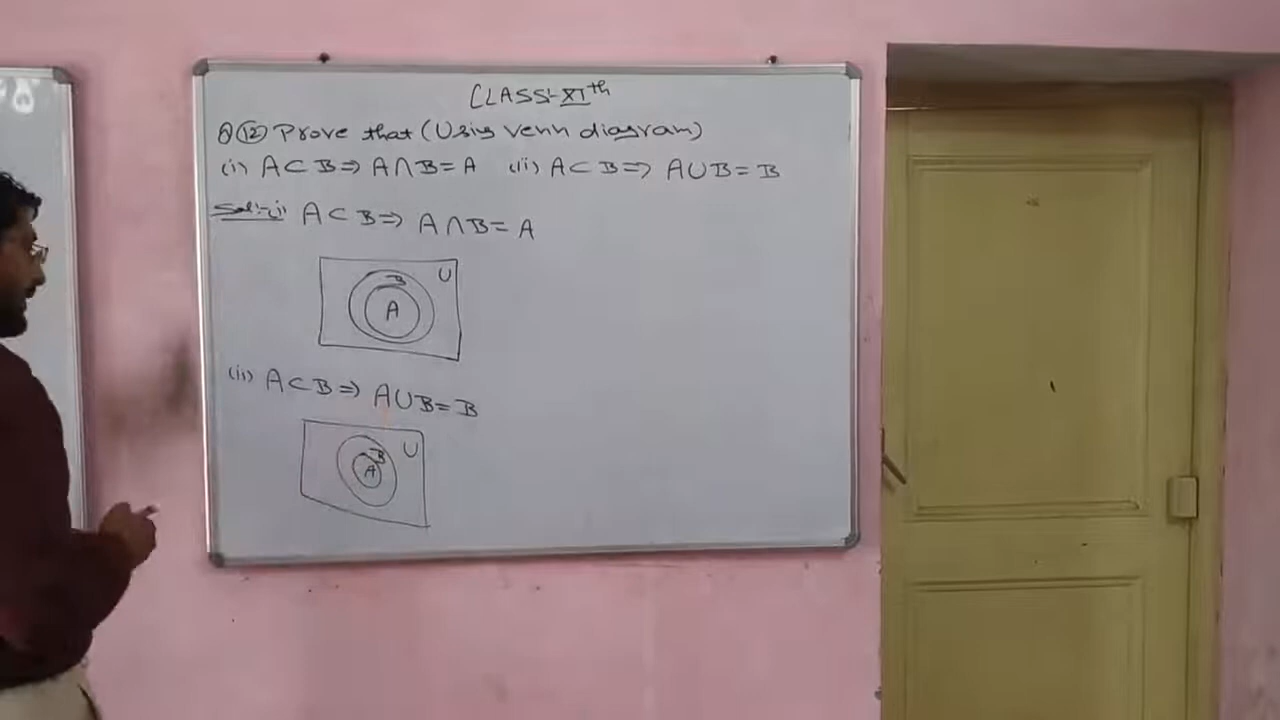 CLASS:-XIth
Q(12) Prove that (Using venn diagram)
(i) A⊂B⇒A∩B=A (ii) A⊂B⇒ A∪B=B
Sol:-(i) A⊂B⇒ A∩B=A
U
B
A
(ii) A⊂B⇒ A∪B=B
U
B
A